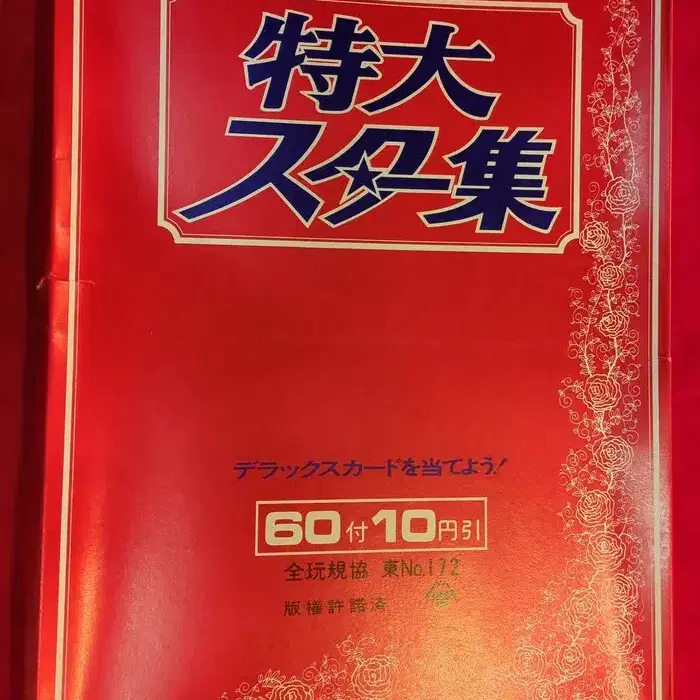 特大
スター集
デラックスカードを当てよう!
60付10円引
全玩規協 東No.172
版権許諾済